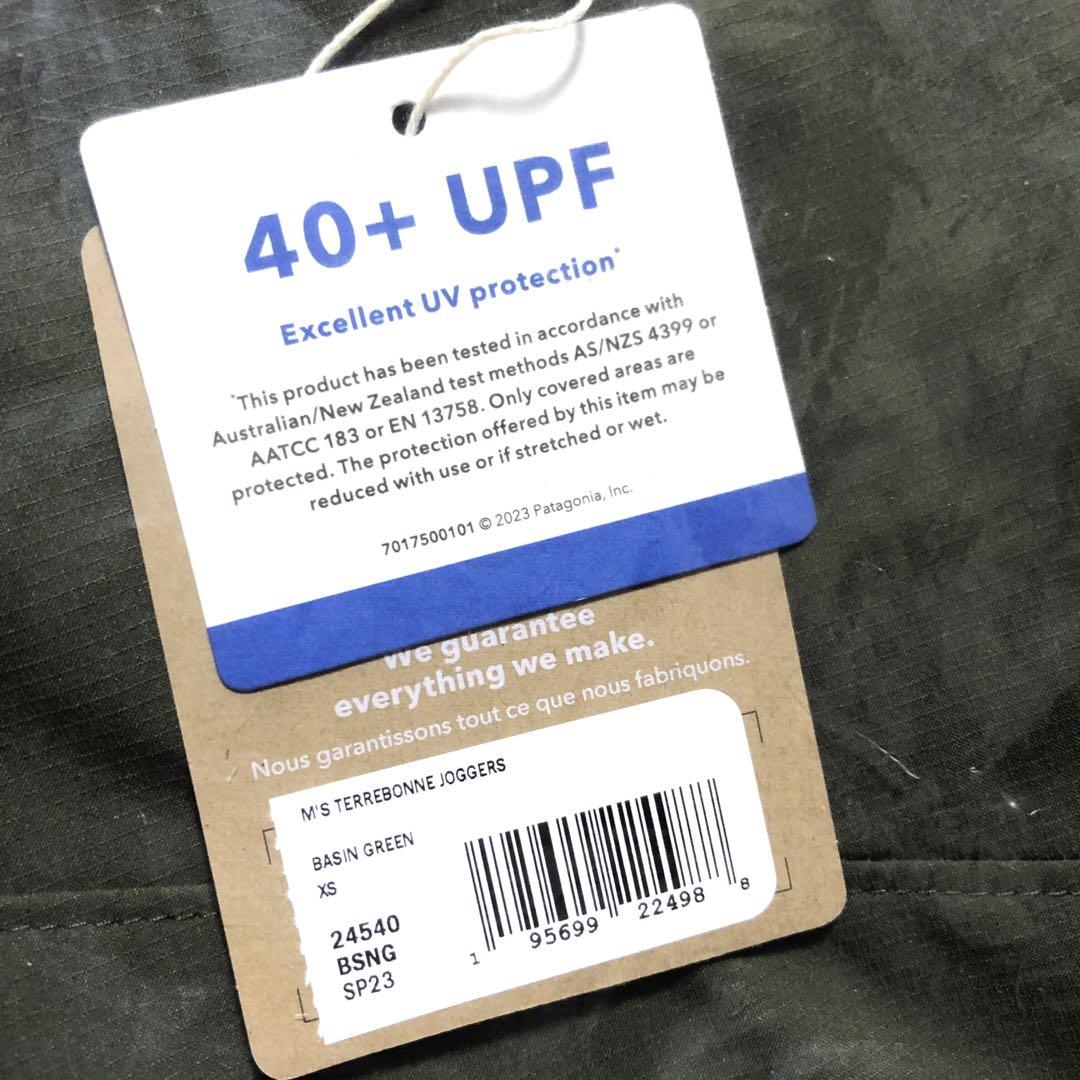 40+ UPF
Excellent UV protection*
*This product has been tested in accordance with
Australian/New Zealand test methods AS/NZS 4399 or
AATCC 183 or EN 13758. Only covered areas are
protected. The protection offered by this item may be
reduced with use or if stretched or wet.
7017500101 © 2023 Patagonia, Inc.
We guarantee
everything we make.
Nous garantissons tout ce que nous fabriquons.
M'S TERREBONNE JOGGERS
BASIN GREEN
XS
24540
BSNG
SP23
1 95699 22498 8